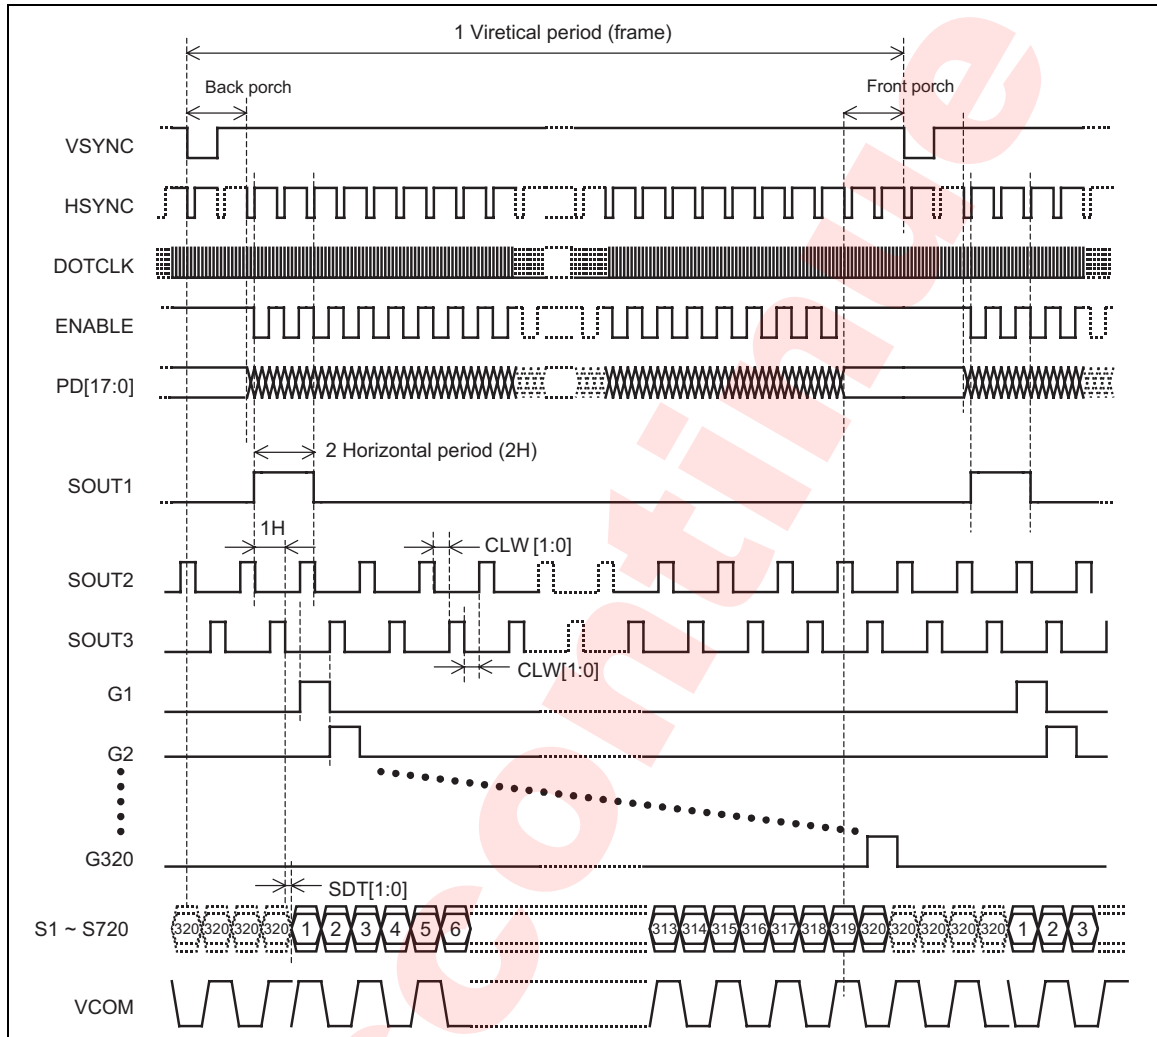 1 Viretical period (frame)
Back porch
Front porch
VSYNC
HSYNC
DOTCLK
ENABLE
PD[17:0]
2 Horizontal period (2H)
SOUT1
1H
CLW [1:0]
SOUT2
SOUT3
CLW[1:0]
G1
G2
G320
SDT[1:0]
S1 ~ S720
320 320 320 320 1 2 3 4 5 6 313 314 315 316 317 318 319 320 320 320 320 320 1 2 3
VCOM
continue